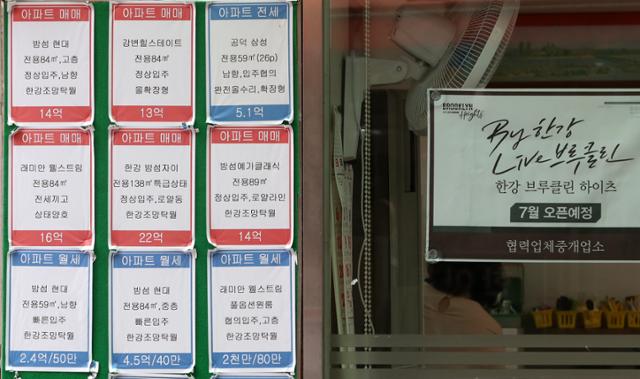 아파트 매매
밤섬 현대
전용84㎡,고층
정상입주,남향
한강조망탁월
14억
아파트 매매
강변힐스테이트
전용84㎡
정상입주
올확장형
13억
아파트 전세
공덕 삼성
전용59㎡(26p)
남향,입주협의
완전올수리,확장형
5.1억
아파트 매매
래미안 웰스트림
전용84
전세끼고
상태양호
16억
아파트 매매
한강 밤섬자이
전용138㎡특급상태
정상입주,로얄동
한강조망탁월
22억
아파트 매매
밤섬예가클래식
전용89㎡
정상입주,로얄라인
한강조망탁월
14억
아파트 월세
밤섬 현대
전용59㎡,남향
빠른입주
한강조망탁월
2.4억/50만
아파트 월세
밤섬 현대
전용84㎡,중층
빠른입주
한강조망탁월
4.5억/40만
아파트 월세
래미안 웰스트림
풀옵션원룸
협의입주,고층
한강조망탁월
2천만/80만
BROOKLYN
Heights
By 한강
Live 브루클린
한강 브루클린 하이츠
7월 오픈예정
협력업체중개업소